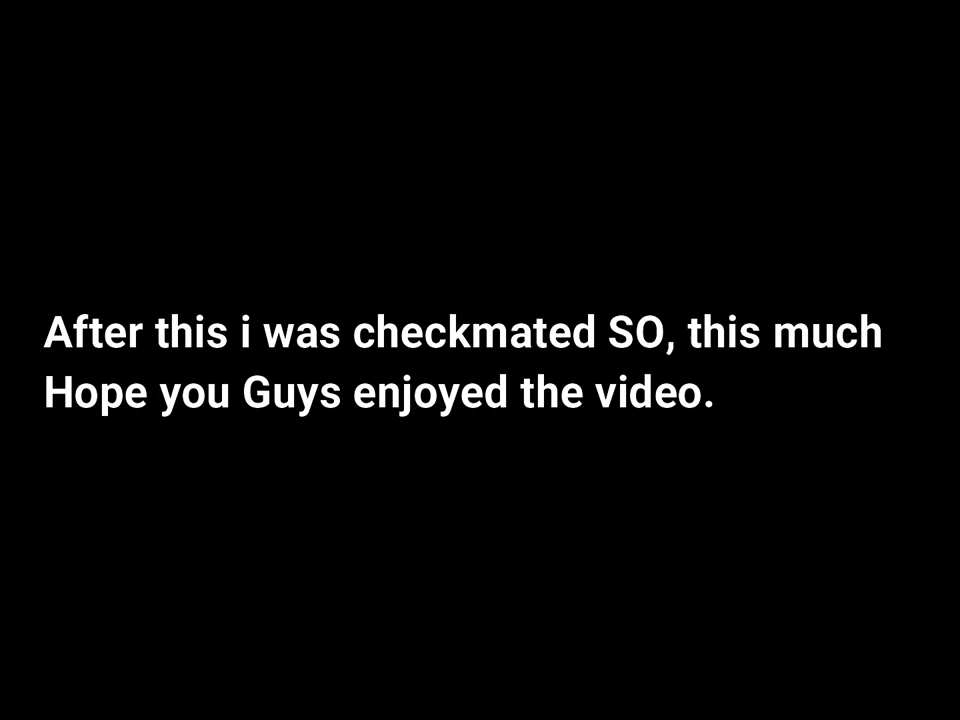 After this i was checkmated SO, this much
Hope you Guys enjoyed the video.